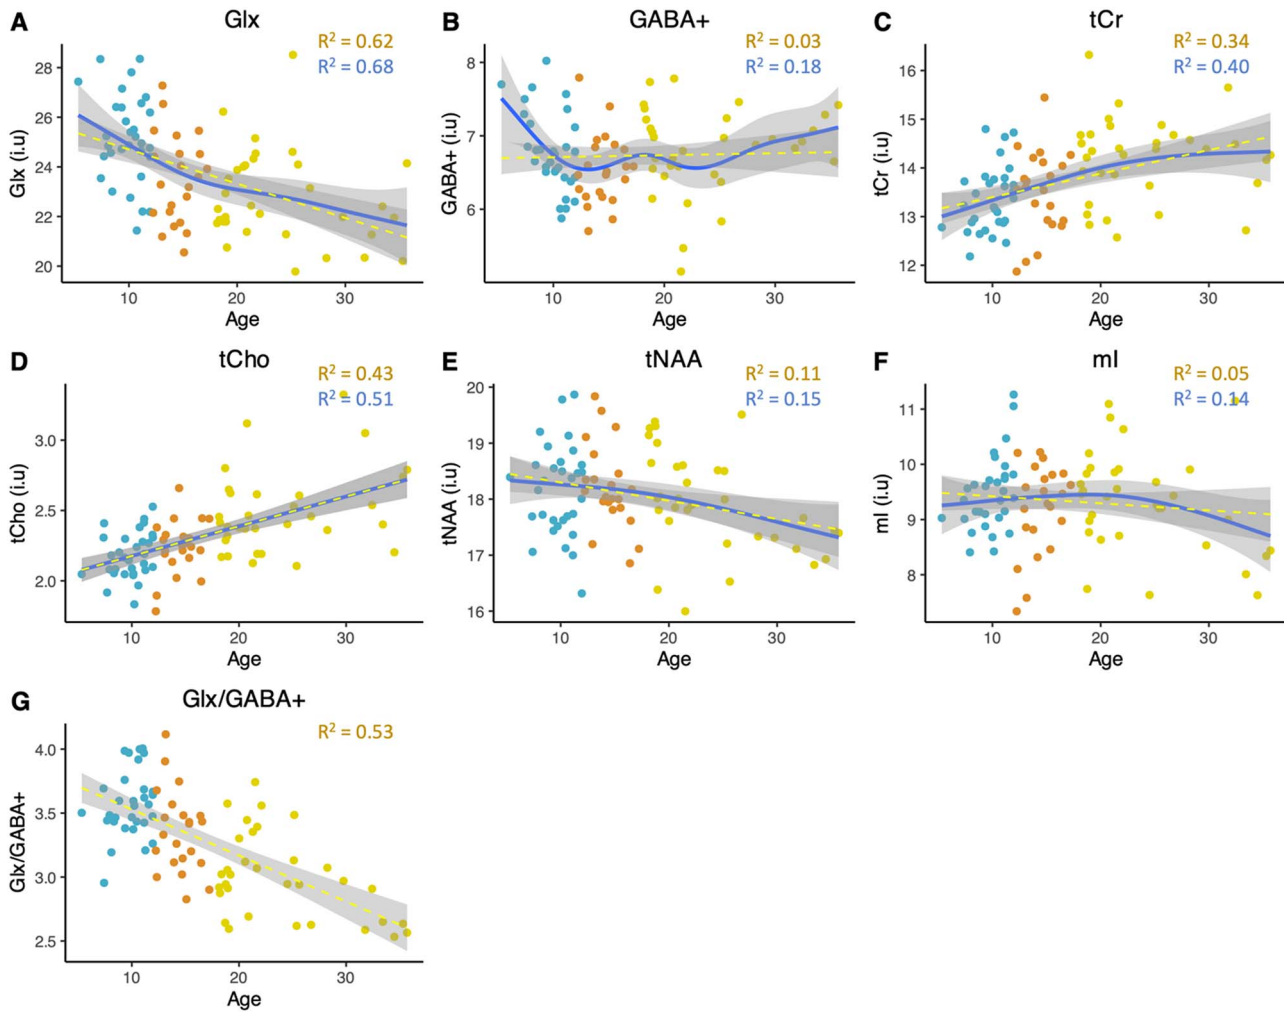 A
Glx
R² = 0.62
R² = 0.68
28
26
24
22
20
Glx (i.u)
10
20
30
Age
B
GABA+
R² = 0.03
R² = 0.18
8
7
6
GABA+ (i.u)
10
20
30
Age
C
tCr
R² = 0.34
R² = 0.40
16
15
14
13
12
tCr (i.u)
10
20
30
Age
D
tCho
R² = 0.43
R² = 0.51
3.0
2.5
2.0
tCho (i.u)
10
20
30
Age
E
tNAA
R² = 0.11
R² = 0.15
20
19
18
17
16
tNAA (i.u)
10
20
30
Age
F
mI
R² = 0.05
R² = 0.14
11
10
9
8
mI (i.u)
10
20
30
Age
G
Glx/GABA+
R² = 0.53
4.0
3.5
3.0
2.5
Glx/GABA+
10
20
30
Age